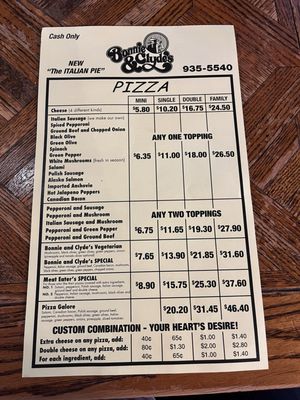 Cash Only
Bonnie & Clyde's
NEW
"The ITALIAN PIE"
935-5540
PIZZA
MINI SINGLE DOUBLE FAMILY
Cheese (4 different kinds) $5.80 $10.20 $16.75 $24.50
Italian Sausage (we make our own)
Spiced Pepperoni
Ground Beef and Chopped Onion
Black Olive
Green Olive
ANY ONE TOPPING
Spinach
Green Pepper $6.35 $11.00 $18.00 $26.50
White Mushrooms (fresh in season)
Salami
Polish Sausage
Alaska Salmon
Imported Anchovie
Hot Jalapeno Peppers
Canadian Bacon
Pepperoni and Sausage
ANY TWO TOPPINGS
Pepperoni and Mushroom
Italian Sausage and Mushroom
Pepperoni and Green Pepper $6.75 $11.65 $19.30 $27.90
Pepperoni and Ground Beef
Bonnie and Clyde's Vegetarian
$7.65 $13.90 $21.85 $31.60
Bonnie and Clyde's SPECIAL
Meat Eater's SPECIAL
$8.90 $15.75 $25.30 $37.60
Pizza Galore
$20.20 $31.45 $46.40
CUSTOM COMBINATION - YOUR HEART'S DESIRE!
Extra cheese on any pizza, add: 40¢ 65¢ $1.00 $1.40
Double cheese on any pizza, add: 80¢ $1.30 $2.00 $2.80
For each ingredient, add: 40¢ 65¢ $1.00 $1.40